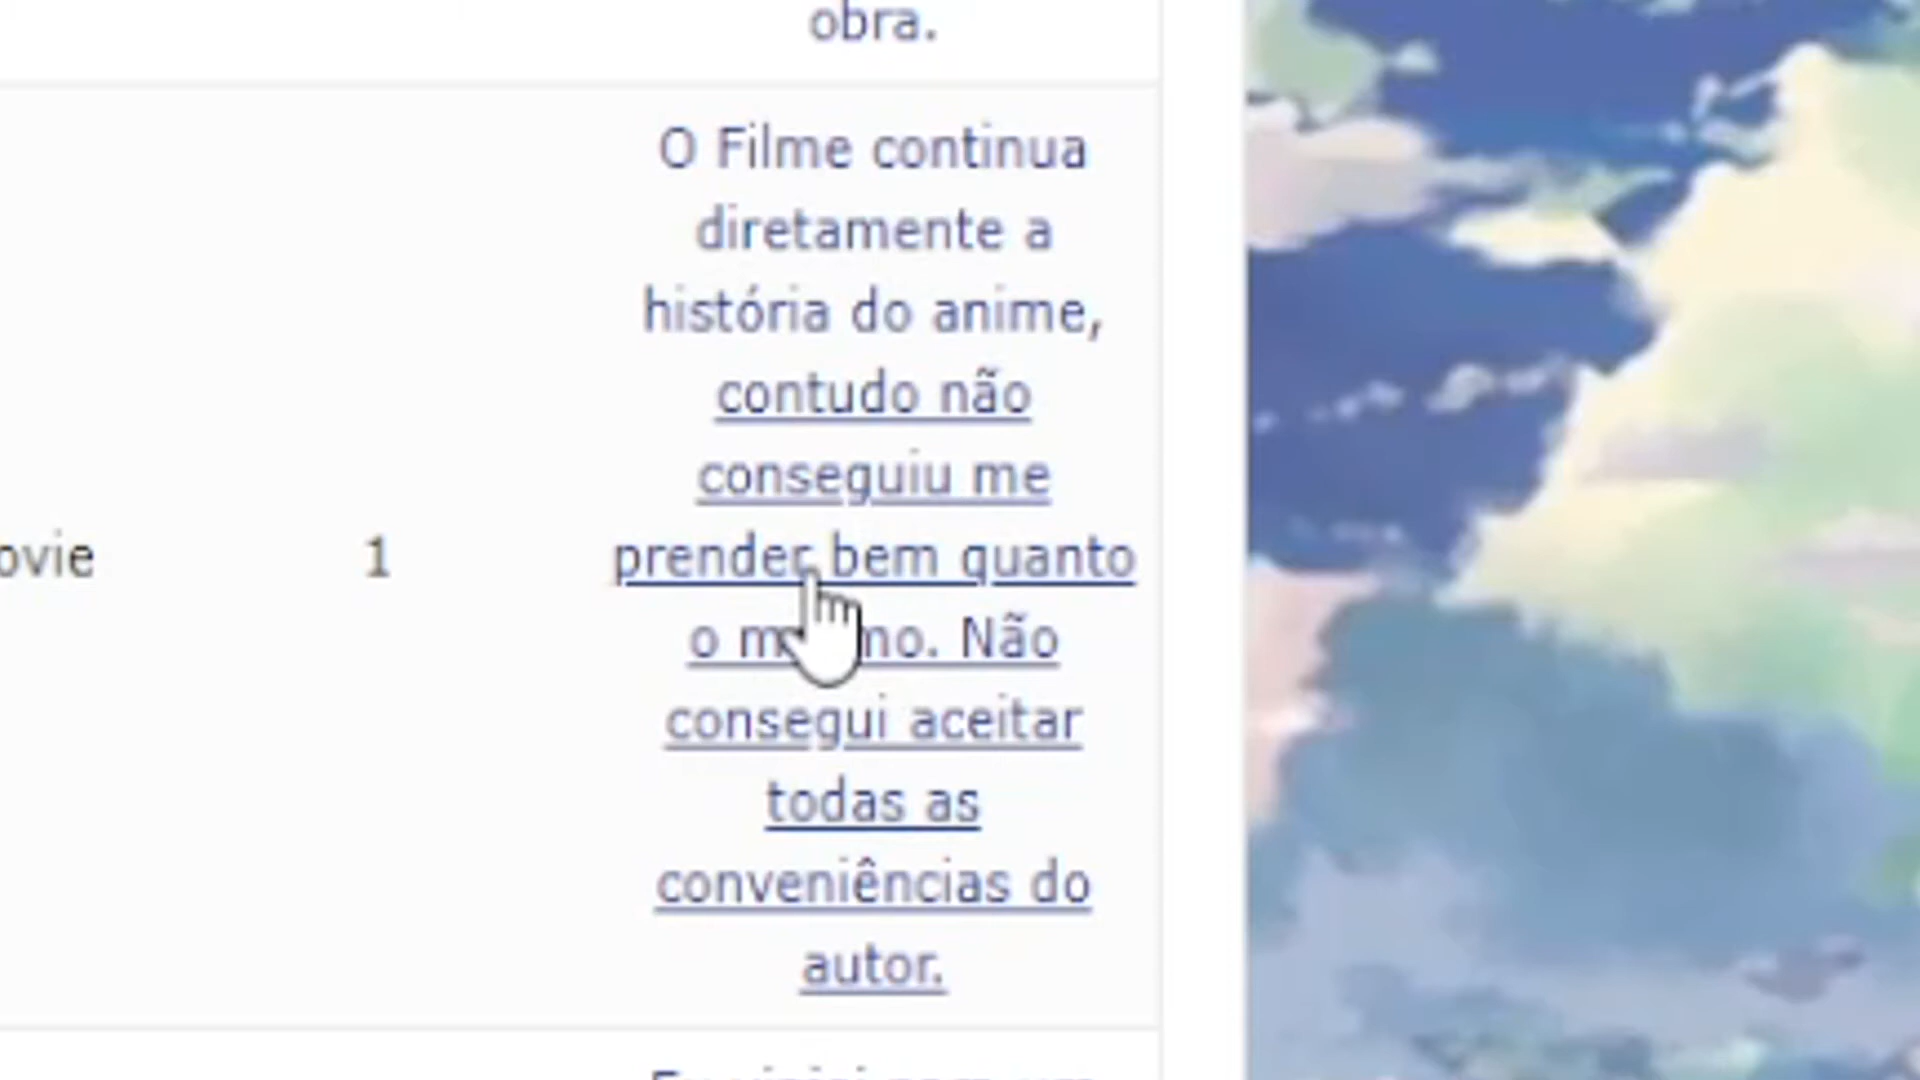 obra.
O Filme continua
diretamente a
história do anime,
contudo não
conseguiu me
prender bem quanto
o
. Não
consegui aceitar
todas as
conveniências do
autor.
ovie
1